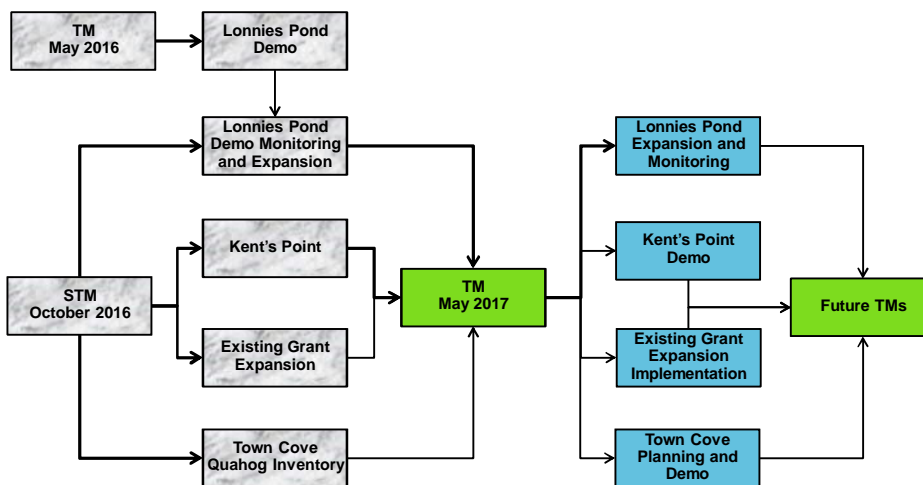 TM
May 2016
Lonnies Pond
Demo
Lonnies Pond
Demo Monitoring
and Expansion
Kent's Point
STM
October 2016
Existing Grant
Expansion
Town Cove
Quahog Inventory
TM
May 2017
Lonnies Pond
Expansion and
Monitoring
Kent's Point
Demo
Existing Grant
Expansion
Implementation
Town Cove
Planning and
Demo
Future TMs